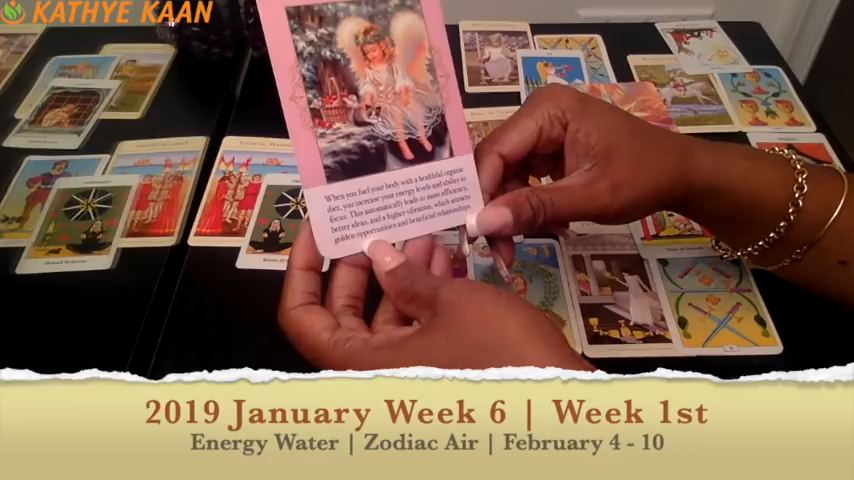 KATHYE KAAN
When you fuel your body with a healthful organic
diet, you increase your energy levels and ability to
focus. This automatically leads to more efficiency,
better ideas, and a higher vibration, which attracts
golden opportunities and beneficial relationships.
2019 January Week 6 | Week 1st
Energy Water | Zodiac Air | February 4 - 10